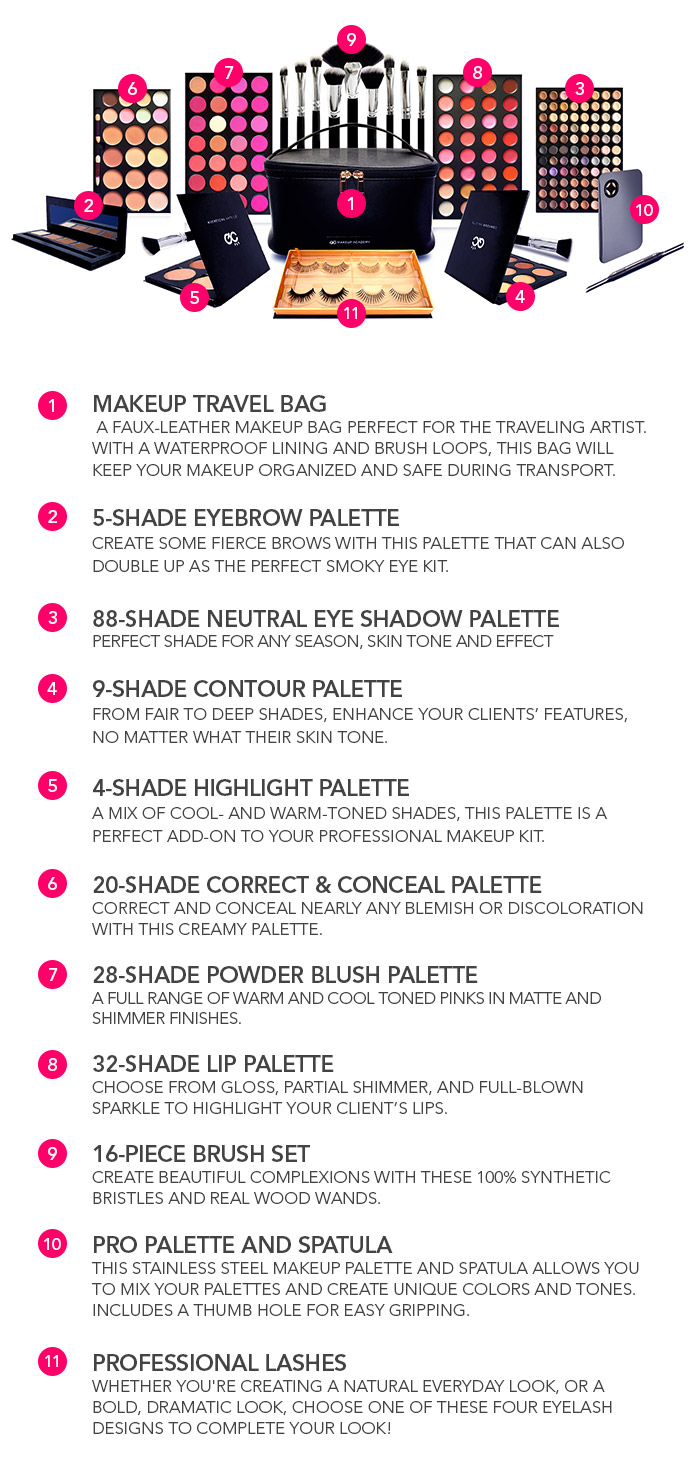 9
7
8
6
3
2
1
10
MAKEUP ACADEMY
5
4
11
1 MAKEUP TRAVEL BAG
A FAUX-LEATHER MAKEUP BAG PERFECT FOR THE TRAVELING ARTIST.
WITH A WATERPROOF LINING AND BRUSH LOOPS, THIS BAG WILL
KEEP YOUR MAKEUP ORGANIZED AND SAFE DURING TRANSPORT.
2 5-SHADE EYEBROW PALETTE
CREATE SOME FIERCE BROWS WITH THIS PALETTE THAT CAN ALSO
DOUBLE UP AS THE PERFECT SMOKY EYE KIT.
3 88-SHADE NEUTRAL EYE SHADOW PALETTE
PERFECT SHADE FOR ANY SEASON, SKIN TONE AND EFFECT
4 9-SHADE CONTOUR PALETTE
FROM FAIR TO DEEP SHADES, ENHANCE YOUR CLIENTS’ FEATURES,
NO MATTER WHAT THEIR SKIN TONE.
5 4-SHADE HIGHLIGHT PALETTE
A MIX OF COOL- AND WARM-TONED SHADES, THIS PALETTE IS A
PERFECT ADD-ON TO YOUR PROFESSIONAL MAKEUP KIT.
6 20-SHADE CORRECT & CONCEAL PALETTE
CORRECT AND CONCEAL NEARLY ANY BLEMISH OR DISCOLORATION
WITH THIS CREAMY PALETTE.
7 28-SHADE POWDER BLUSH PALETTE
A FULL RANGE OF WARM AND COOL TONED PINKS IN MATTE AND
SHIMMER FINISHES.
8 32-SHADE LIP PALETTE
CHOOSE FROM GLOSS, PARTIAL SHIMMER, AND FULL-BLOWN
SPARKLE TO HIGHLIGHT YOUR CLIENT’S LIPS.
9 16-PIECE BRUSH SET
CREATE BEAUTIFUL COMPLEXIONS WITH THESE 100% SYNTHETIC
BRISTLES AND REAL WOOD WANDS.
10 PRO PALETTE AND SPATULA
THIS STAINLESS STEEL MAKEUP PALETTE AND SPATULA ALLOWS YOU
TO MIX YOUR PALETTES AND CREATE UNIQUE COLORS AND TONES.
INCLUDES A THUMB HOLE FOR EASY GRIPPING.
11 PROFESSIONAL LASHES
WHETHER YOU'RE CREATING A NATURAL EVERYDAY LOOK, OR A
BOLD, DRAMATIC LOOK, CHOOSE ONE OF THESE FOUR EYELASH
DESIGNS TO COMPLETE YOUR LOOK!